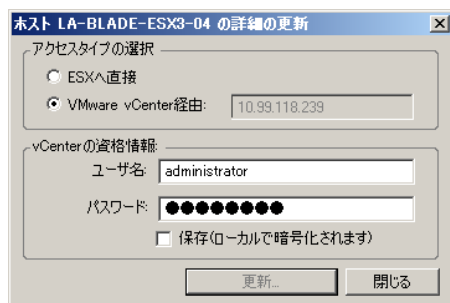 ホスト LA-BLADE-ESX3-04 の詳細の更新
アクセスタイプの選択
ESXへ直接
VMware vCenter経由: 10.99.118.239
vCenterの資格情報:
ユーザ名: administrator
パスワード: ●●●●●●●●
保存(ローカルで暗号化されます)
更新... 閉じる